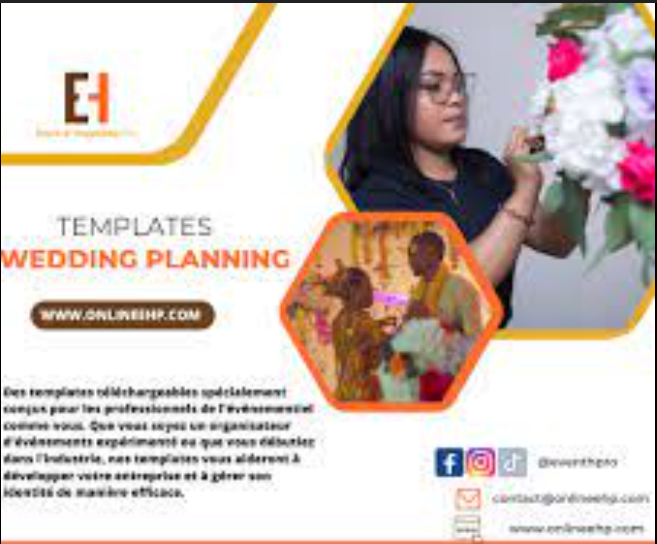 EH
TEMPLATES
WEDDING PLANNING
WWW.ONLINEEHP.COM
Des templates téléchargeables spécialement
conçus pour les professionnels de l'événementiel
comme vous. Que vous soyez un organisateur
d'événements expérimenté ou que vous débutiez
dans l'industrie, nos templates vous aideront à
développer votre entreprise et à gérer son
identité de manière efficace.
@eventhpro
contact@onlineehp.com
www.onlineehp.com